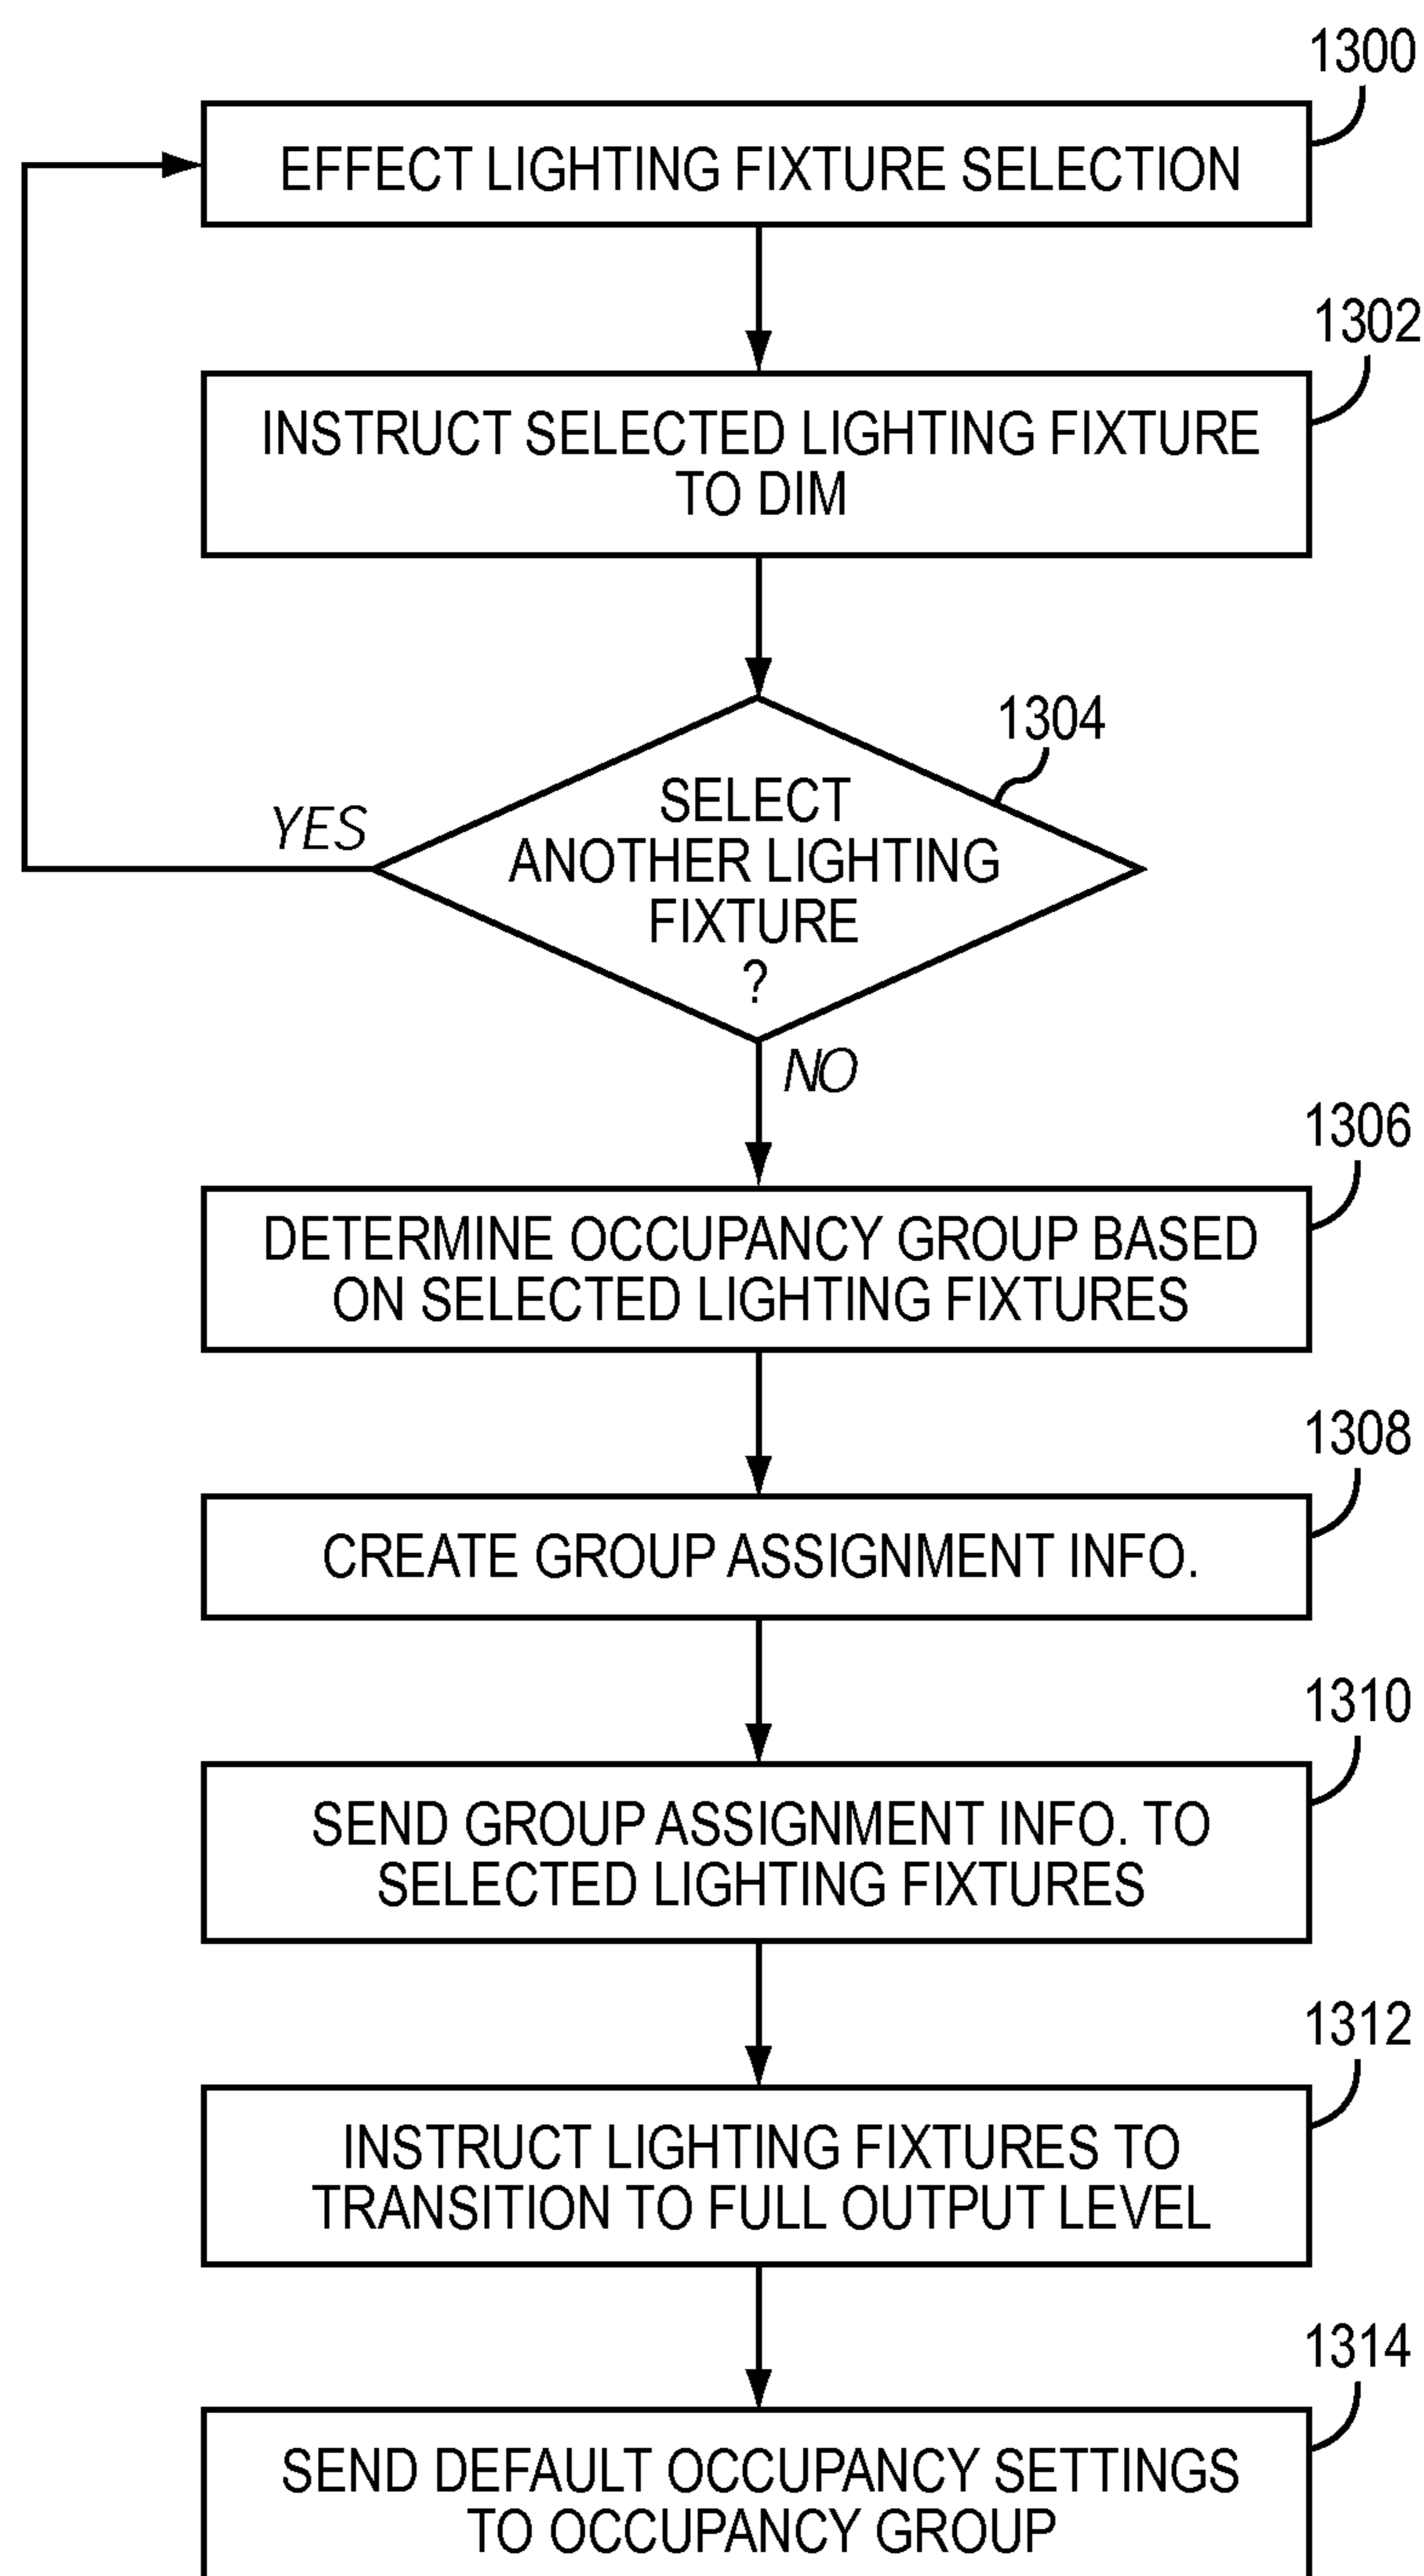 1300
EFFECT LIGHTING FIXTURE SELECTION
1302
INSTRUCT SELECTED LIGHTING FIXTURE
TO DIM
1304
SELECT
ANOTHER LIGHTING
FIXTURE
?
YES
NO
1306
DETERMINE OCCUPANCY GROUP BASED
ON SELECTED LIGHTING FIXTURES
1308
CREATE GROUP ASSIGNMENT INFO.
1310
SEND GROUP ASSIGNMENT INFO. TO
SELECTED LIGHTING FIXTURES
1312
INSTRUCT LIGHTING FIXTURES TO
TRANSITION TO FULL OUTPUT LEVEL
1314
SEND DEFAULT OCCUPANCY SETTINGS
TO OCCUPANCY GROUP